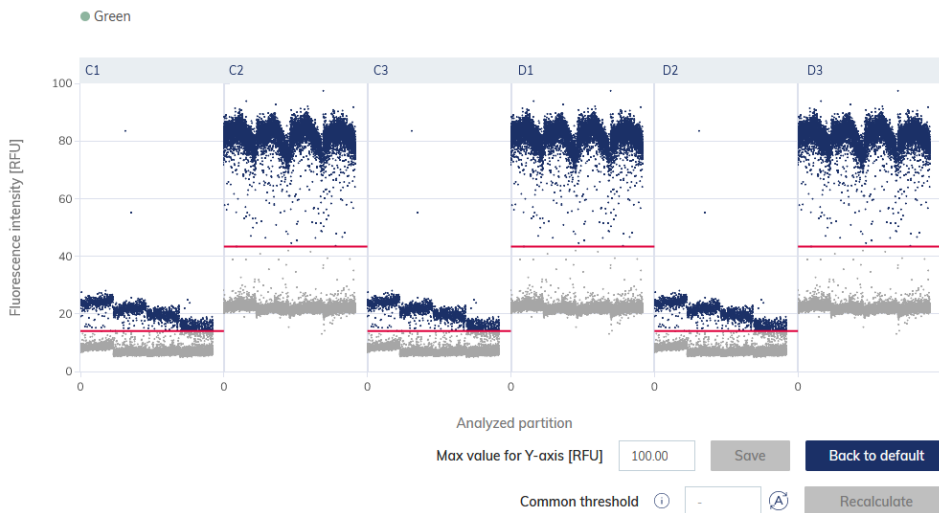 Green
C1 C2 C3 D1 D2 D3
100
80
60
40
20
0
0 0 0 0 0 0
Fluorescence intensity [RFU]
Analyzed partition
Max value for Y-axis [RFU] 100.00 Save Back to default
Common threshold i - A Recalculate